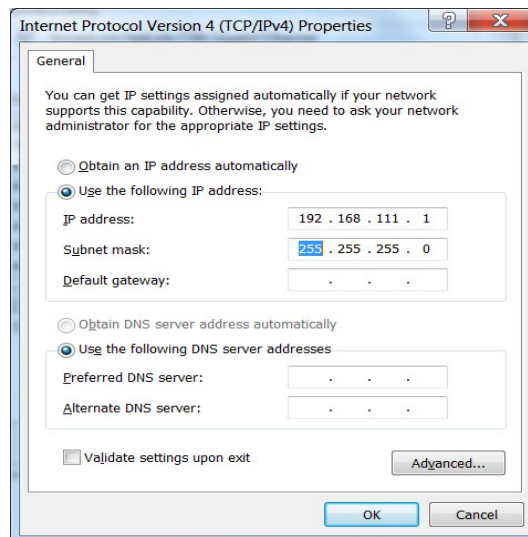 Internet Protocol Version 4 (TCP/IPv4) Properties
General
You can get IP settings assigned automatically if your network
supports this capability. Otherwise, you need to ask your network
administrator for the appropriate IP settings.
Obtain an IP address automatically
Use the following IP address:
IP address: 192 . 168 . 111 . 1
Subnet mask: 255 . 255 . 255 . 0
Default gateway: . . .
Obtain DNS server address automatically
Use the following DNS server addresses
Preferred DNS server: . . .
Alternate DNS server: . . .
Validate settings upon exit
Advanced...
OK Cancel